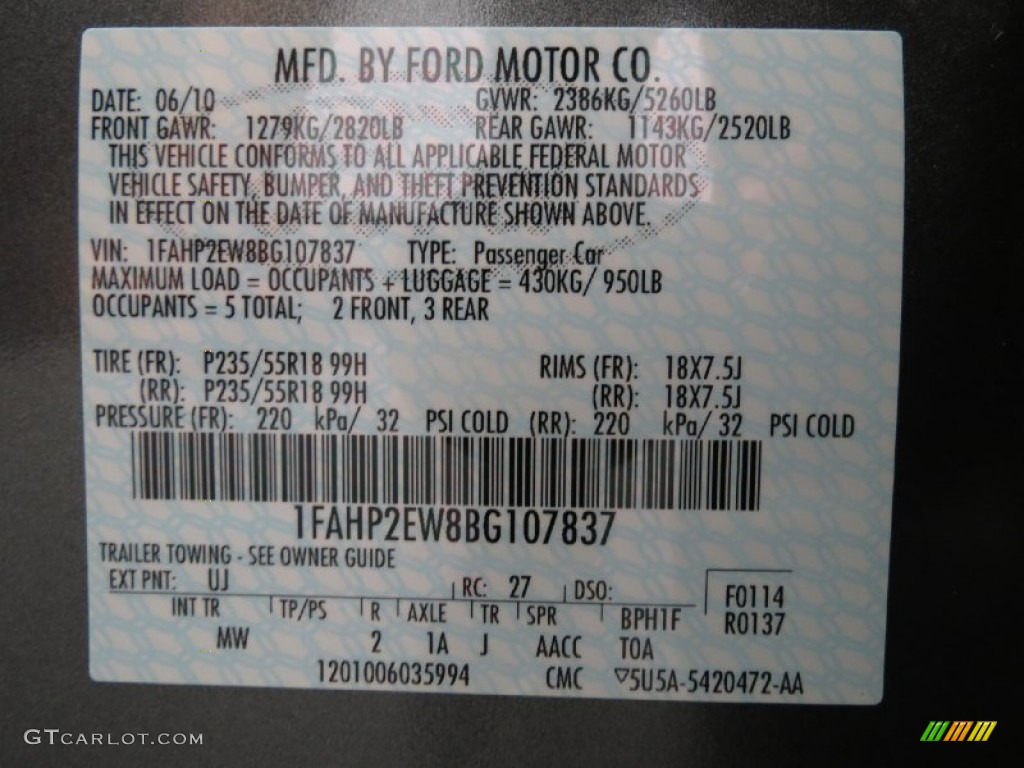 MFD. BY FORD MOTOR CO.
DATE: 06/10 GVWR: 2386KG/5260LB
FRONT GAWR: 1279KG/2820LB REAR GAWR: 1143KG/2520LB
THIS VEHICLE CONFORMS TO ALL APPLICABLE FEDERAL MOTOR
VEHICLE SAFETY, BUMPER, AND THEFT PREVENTION STANDARDS
IN EFFECT ON THE DATE OF MANUFACTURE SHOWN ABOVE.
VIN: 1FAHP2EW8BG107837 TYPE: Passenger Car
MAXIMUM LOAD = OCCUPANTS + LUGGAGE = 430KG/ 950LB
OCCUPANTS = 5 TOTAL; 2 FRONT, 3 REAR
TIRE (FR): P235/55R18 99H RIMS (FR): 18X7.5J
(RR): P235/55R18 99H (RR): 18X7.5J
PRESSURE (FR): 220 kPa/ 32 PSI COLD (RR): 220 kPa/ 32 PSI COLD
1FAHP2EW8BG107837
TRAILER TOWING - SEE OWNER GUIDE
EXT PNT: UJ RC: 27 DSO: F0114
INT TR TP/PS R AXLE TR SPR BPH1F R0137
MW 2 1A J AACC TOA
1201006035994 CMC ▽5U5A-5420472-AA
GTCARLOT.COM